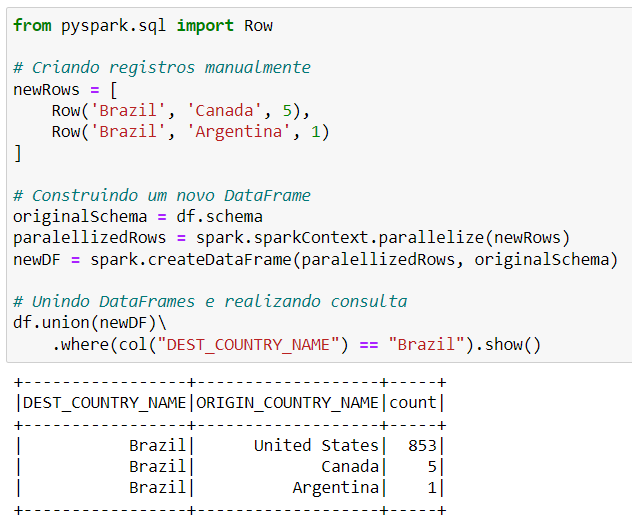 from pyspark.sql import Row

# Criando registros manualmente
newRows = [
    Row('Brazil', 'Canada', 5),
    Row('Brazil', 'Argentina', 1)
]

# Construindo um novo DataFrame
originalSchema = df.schema
paralellizedRows = spark.sparkContext.parallelize(newRows)
newDF = spark.createDataFrame(paralellizedRows, originalSchema)

# Unindo DataFrames e realizando consulta
df.union(newDF)\
    .where(col("DEST_COUNTRY_NAME") == "Brazil").show()

+-----------------+-------------------+-----+
|DEST_COUNTRY_NAME|ORIGIN_COUNTRY_NAME|count|
+-----------------+-------------------+-----+
|           Brazil|      United States|  853|
|           Brazil|             Canada|    5|
|           Brazil|          Argentina|    1|
+-----------------+-------------------+-----+